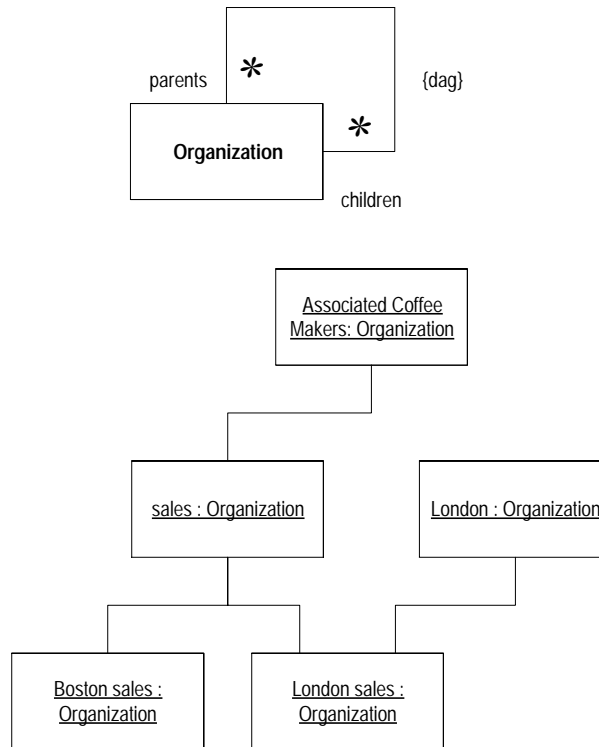 parents
*
{dag}
*
Organization
children
Associated Coffee
Makers: Organization
sales : Organization
London : Organization
Boston sales :
Organization
London sales :
Organization